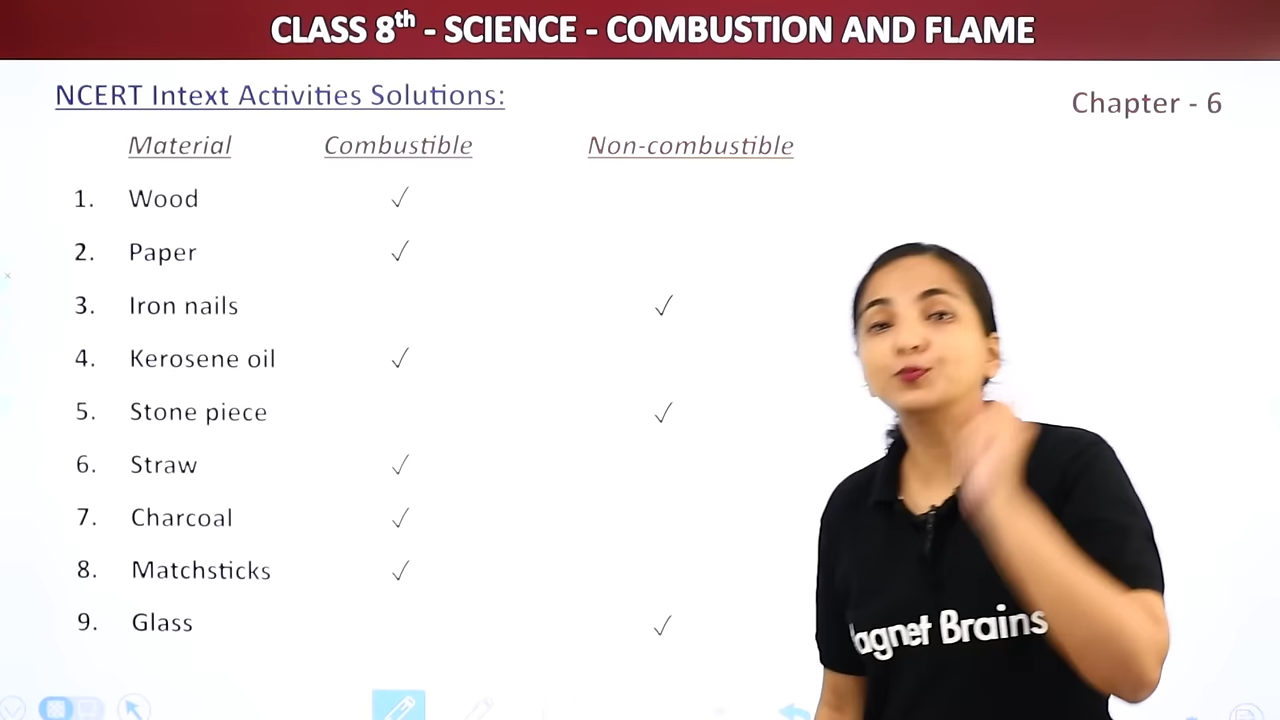 CLASS 8th - SCIENCE - COMBUSTION AND FLAME
NCERT Intext Activities Solutions:
Chapter - 6
Material Combustible Non-combustible
1. Wood ✓
2. Paper ✓
3. Iron nails ✓
4. Kerosene oil ✓
5. Stone piece ✓
6. Straw ✓
7. Charcoal ✓
8. Matchsticks ✓
9. Glass ✓
agnet Brains